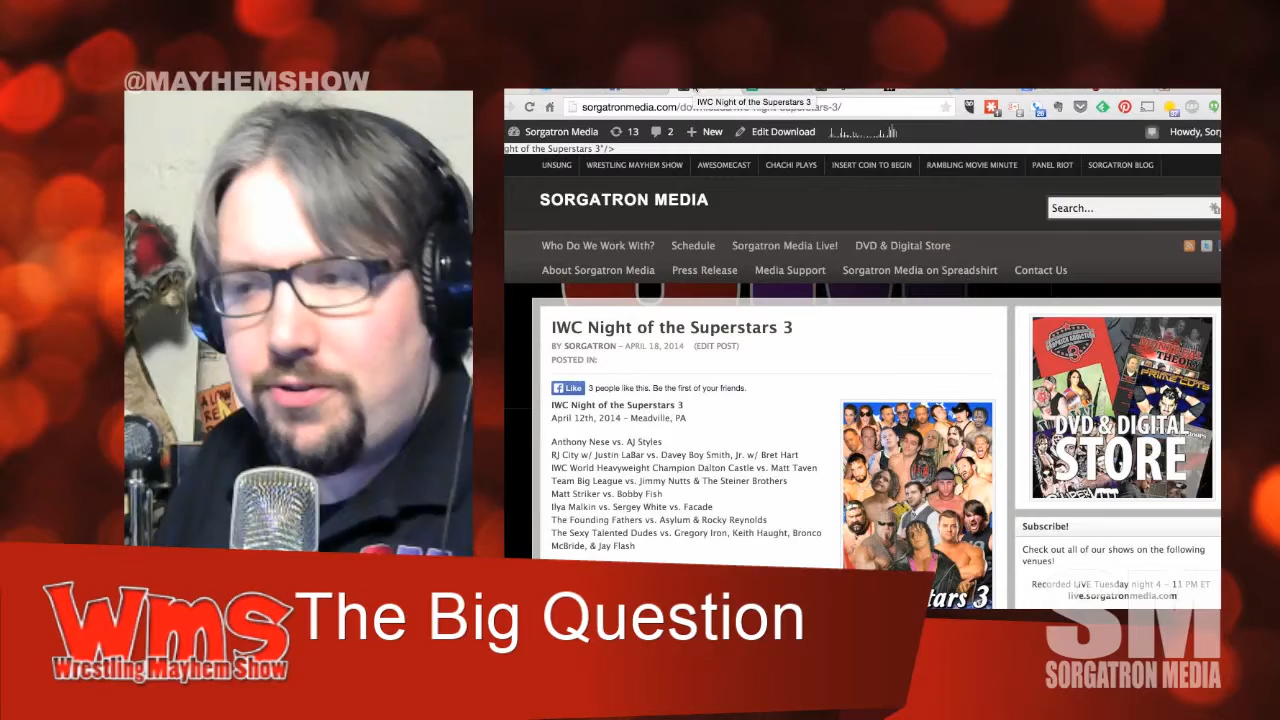 @MAYHEMSHOW
IWC Night of the Superstars 3
Sorgatron Media
13
2
New
Edit Download
Howdy, Sor
ght of the Superstars 3"/>
UNSUNG
WRESTLING MAYHEM SHOW
AWESOMECAST
CHACHI PLAYS
INSERT COIN TO BEGIN
RAMBLING MOVIE MINUTE
PANEL RIOT
SORGATRON BLOG
SORGATRON MEDIA
Search...
Who Do We Work With?
Schedule
Sorgatron Media Live!
DVD & Digital Store
About Sorgatron Media
Press Release
Media Support
Sorgatron Media on Spreadshirt
Contact Us
IWC Night of the Superstars 3
BY SORGATRON – APRIL 18, 2014 (EDIT POST)
POSTED IN:
Like
3 people like this. Be the first of your friends.
IWC Night of the Superstars 3
April 12th, 2014 – Meadville, PA
Anthony Nese vs. AJ Styles
RJ City w/ Justin LaBar vs. Davey Boy Smith, Jr. w/ Bret Hart
IWC World Heavyweight Champion Dalton Castle vs. Matt Taven
Team Big League vs. Jimmy Nutts & The Steiner Brothers
Matt Striker vs. Bobby Fish
Ilya Malkin vs. Sergey White vs. Facade
The Founding Fathers vs. Asylum & Rocky Reynolds
The Sexy Talented Dudes vs. Gregory Iron, Keith Haught, Bronco
McBride, & Jay Flash
stars 3
PRIME CUTS
DVD & DIGITAL
STORE
Subscribe!
Check out all of our shows on the following
venues!
Recorded LIVE Tuesday night 4 – 11 PM ET
live.sorgatronmedia.com
WMS
Wrestling Mayhem Show
The Big Question
SM
SORGATRON MEDIA